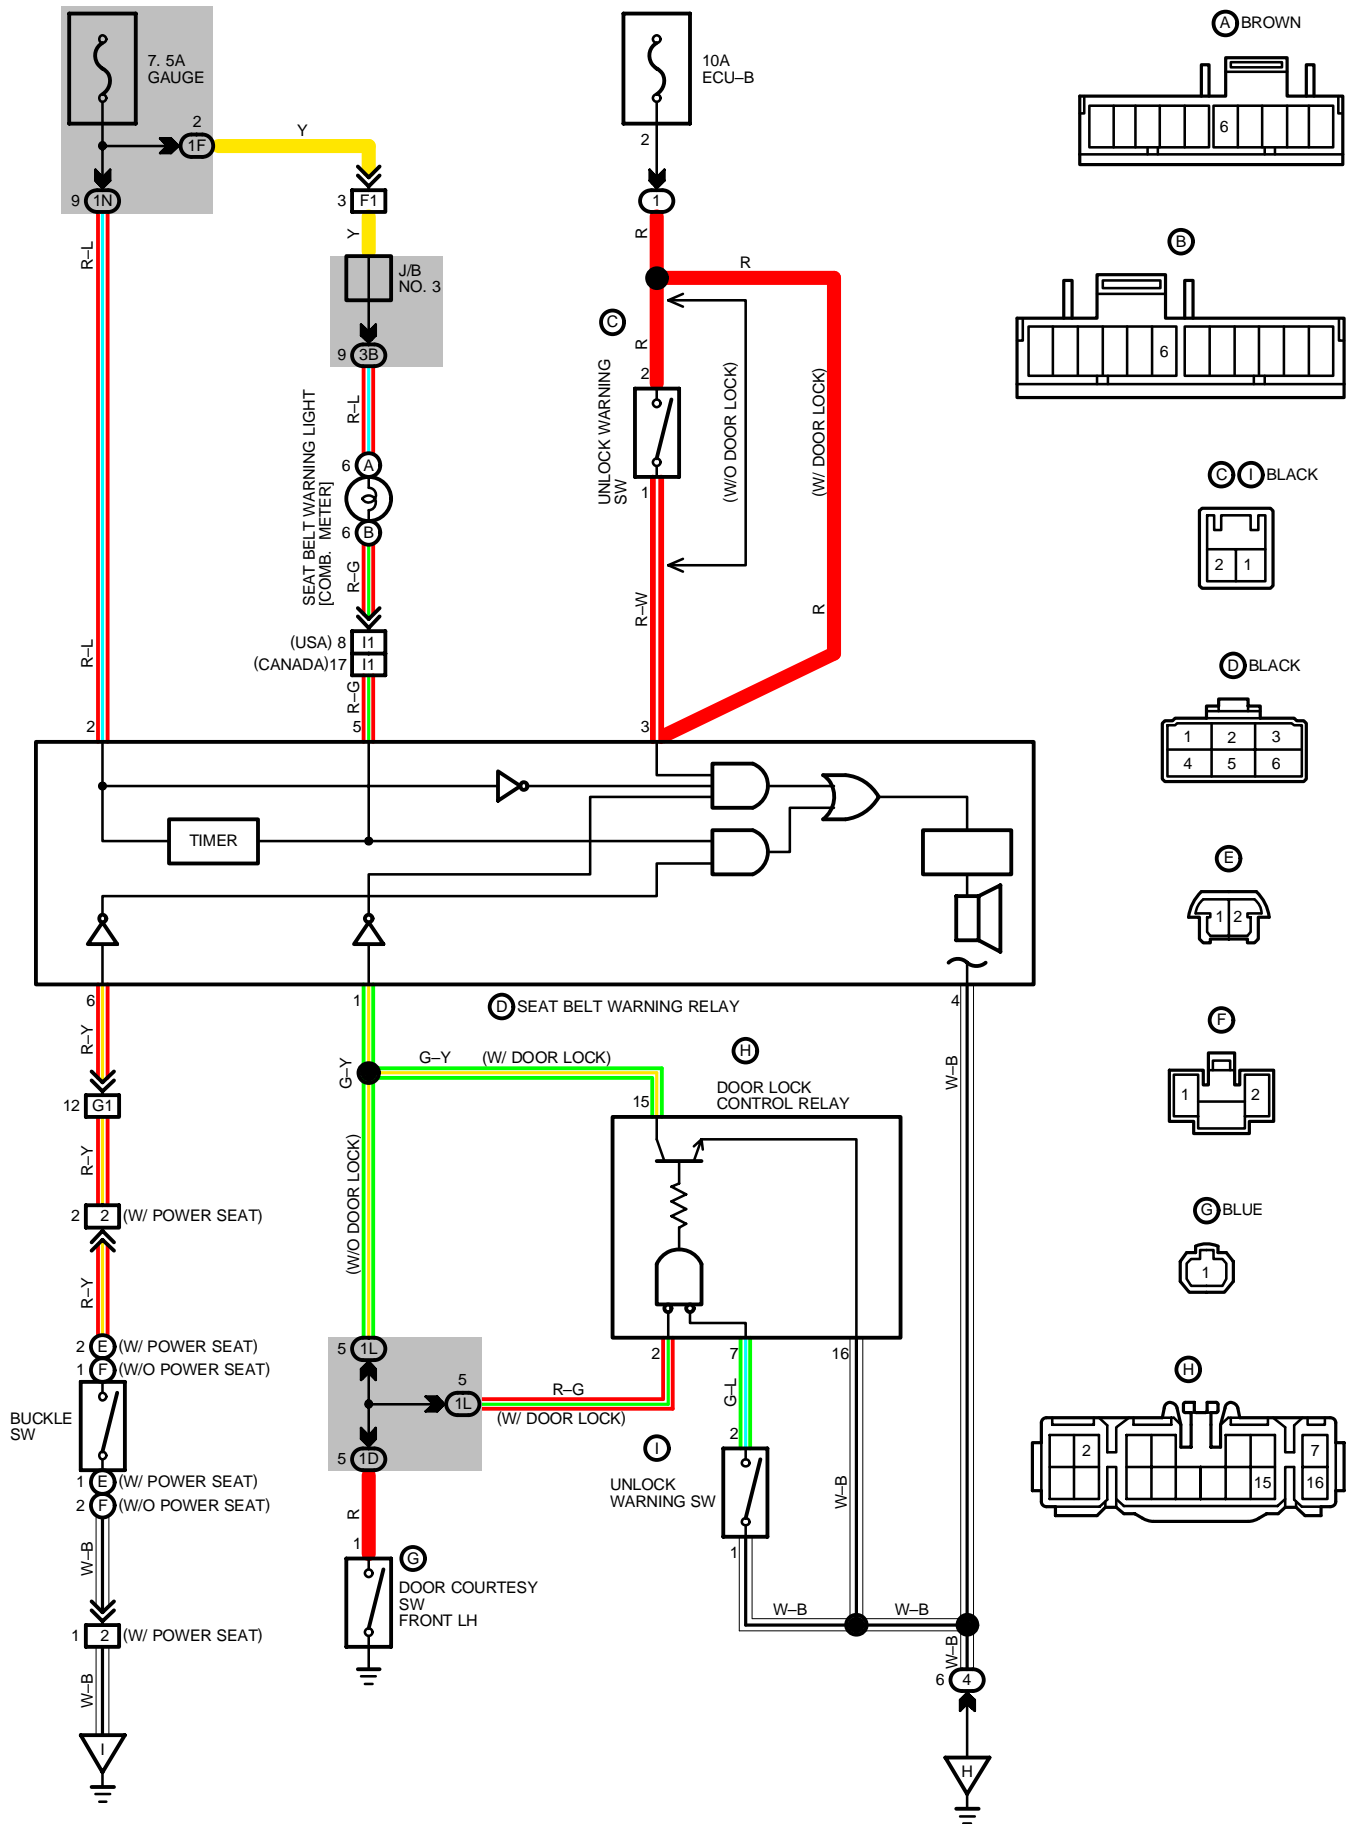 7. 5A
GAUGE
2
1F
Y
9 1N
3 F1
Y
J/B
NO. 3
9 3B
R–L
R–L
R–L
SEAT BELT WARNING LIGHT
[COMB. METER]
6 A
6 B
R–G
(USA) 8 I1
(CANADA)17 I1
R–G
10A
ECU–B
2
1
R
R
C
R
2
UNLOCK WARNING
SW
1
(W/O DOOR LOCK)
(W/ DOOR LOCK)
R–W
R
2
5
3
TIMER
6
1
D SEAT BELT WARNING RELAY
4
R–Y
12 G1
R–Y
2 2 (W/ POWER SEAT)
R–Y
2 E (W/ POWER SEAT)
1 F (W/O POWER SEAT)
BUCKLE
SW
1 E (W/ POWER SEAT)
2 F (W/O POWER SEAT)
W–B
1 2 (W/ POWER SEAT)
W–B
I
G–Y
G–Y (W/ DOOR LOCK)
(W/O DOOR LOCK)
H
DOOR LOCK
CONTROL RELAY
15
W–B
2
7
16
5 1L
5
1L
R–G
(W/ DOOR LOCK)
5 1D
R
1
G
DOOR COURTESY
SW
FRONT LH
G–L
2
I
UNLOCK
WARNING SW
1
W–B
W–B
W–B
W–B
6 4
H
A BROWN
6
B
6
C I BLACK
2 1
D BLACK
1 2 3
4 5 6
E
1 2
F
1 2
G BLUE
1
H
2 7
15 16